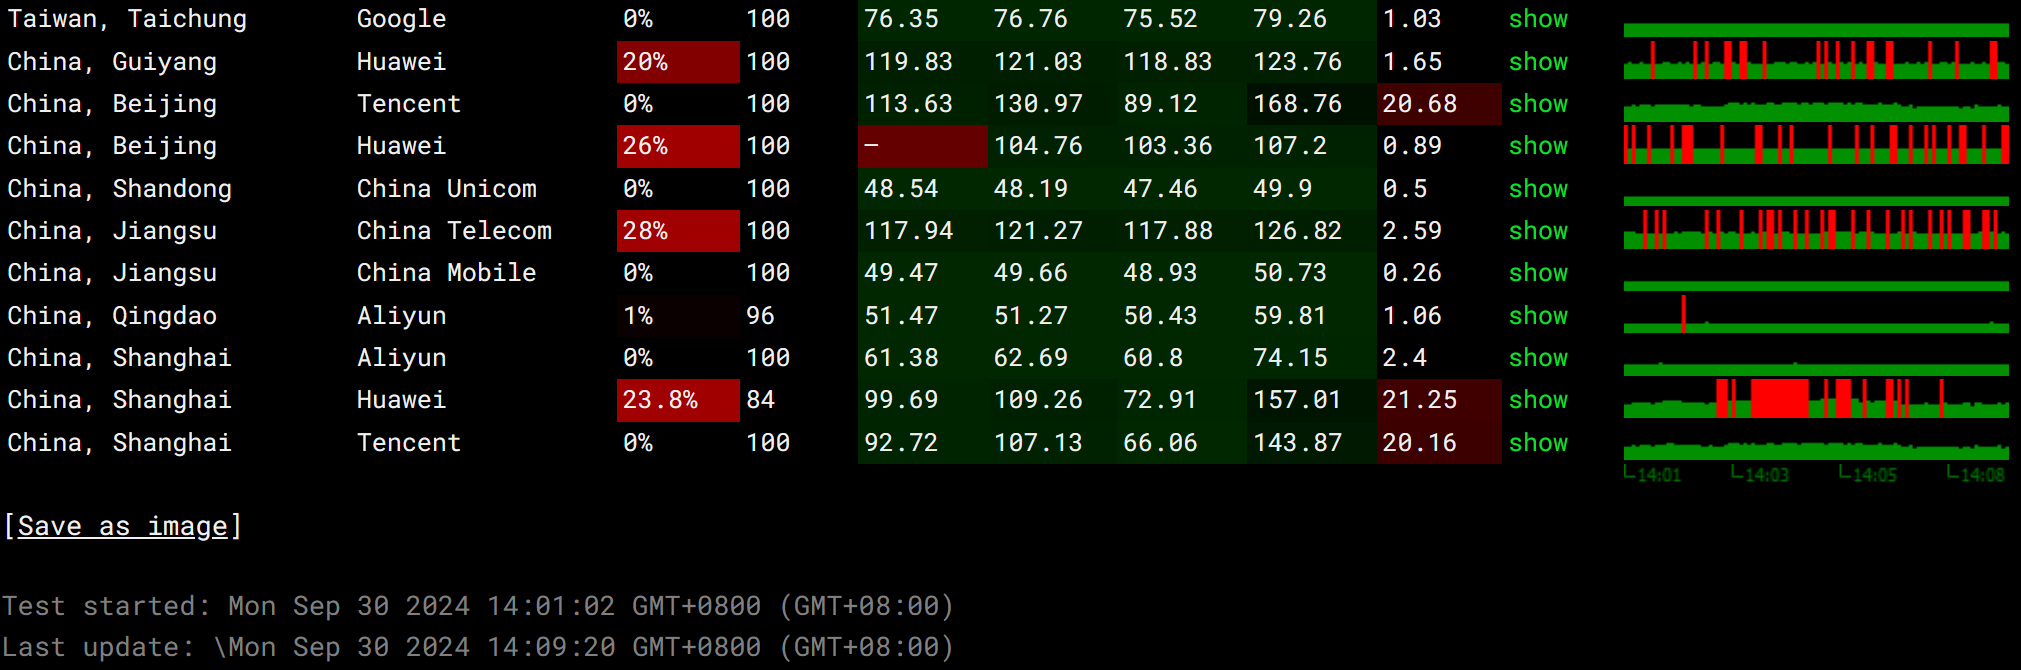 Taiwan, Taichung Google 0% 100 76.35 76.76 75.52 79.26 1.03 show
China, Guiyang Huawei 20% 100 119.83 121.03 118.83 123.76 1.65 show
China, Beijing Tencent 0% 100 113.63 130.97 89.12 168.76 20.68 show
China, Beijing Huawei 26% 100 – 104.76 103.36 107.2 0.89 show
China, Shandong China Unicom 0% 100 48.54 48.19 47.46 49.9 0.5 show
China, Jiangsu China Telecom 28% 100 117.94 121.27 117.88 126.82 2.59 show
China, Jiangsu China Mobile 0% 100 49.47 49.66 48.93 50.73 0.26 show
China, Qingdao Aliyun 1% 96 51.47 51.27 50.43 59.81 1.06 show
China, Shanghai Aliyun 0% 100 61.38 62.69 60.8 74.15 2.4 show
China, Shanghai Huawei 23.8% 84 99.69 109.26 72.91 157.01 21.25 show
China, Shanghai Tencent 0% 100 92.72 107.13 66.06 143.87 20.16 show
14:01 14:03 14:05 14:08
[Save as image]
Test started: Mon Sep 30 2024 14:01:02 GMT+0800 (GMT+08:00)
Last update: \Mon Sep 30 2024 14:09:20 GMT+0800 (GMT+08:00)